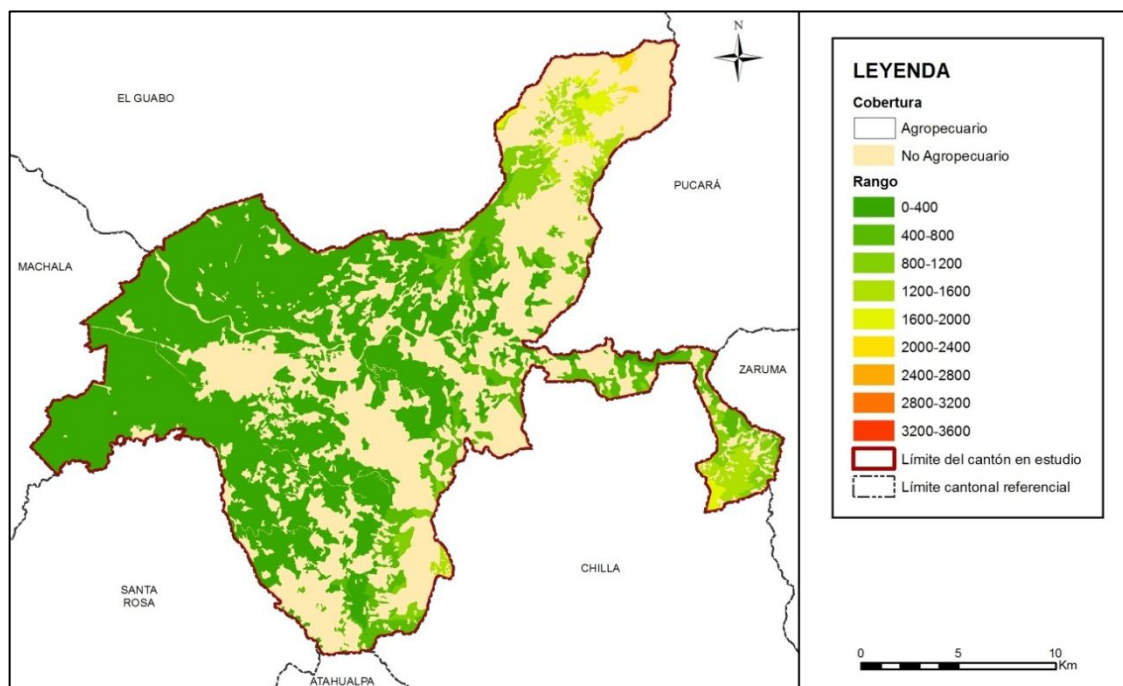 N
EL GUABO
PUCARÁ
MACHALA
ZARUMA
CHILLA
SANTA
ROSA
ATAHUALPA
LEYENDA
Cobertura
Agropecuario
No Agropecuario
Rango
0-400
400-800
800-1200
1200-1600
1600-2000
2000-2400
2400-2800
2800-3200
3200-3600
Límite del cantón en estudio
Límite cantonal referencial
0 5 10
Km